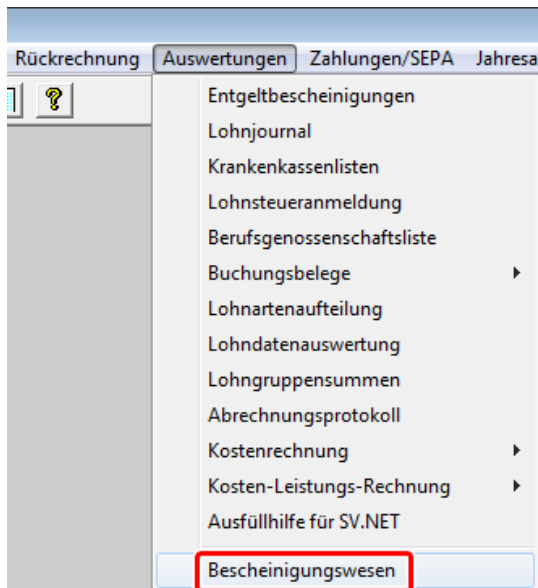 Rückrechnung Auswertungen Zahlungen/SEPA Jahresa
Entgeltbescheinigungen
Lohnjournal
Krankenkassenlisten
Lohnsteueranmeldung
Berufsgenossenschaftsliste
Buchungsbelege
Lohnartenaufteilung
Lohndatenauswertung
Lohngruppensummen
Abrechnungsprotokoll
Kostenrechnung
Kosten-Leistungs-Rechnung
Ausfüllhilfe für SV.NET
Bescheinigungswesen